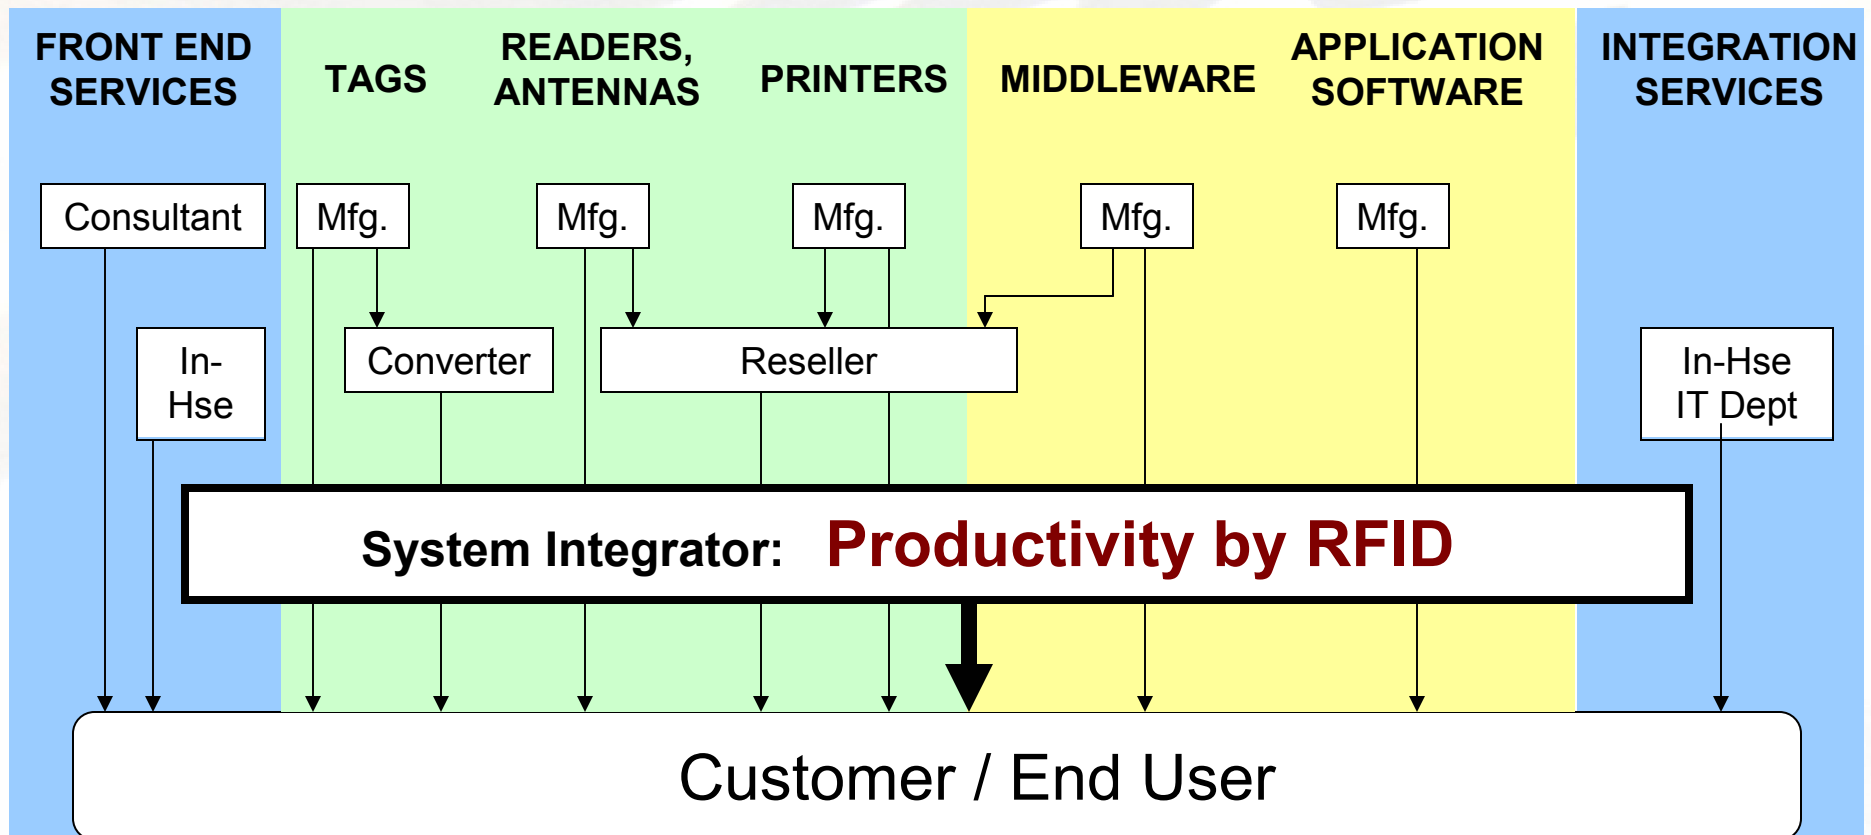 FRONT END
SERVICES
TAGS
READERS,
ANTENNAS
PRINTERS
MIDDLEWARE
APPLICATION
SOFTWARE
INTEGRATION
SERVICES
Consultant
Mfg.
Mfg.
Mfg.
Mfg.
Mfg.
In-
Hse
Converter
Reseller
In-Hse
IT Dept
System Integrator: Productivity by RFID
Customer / End User